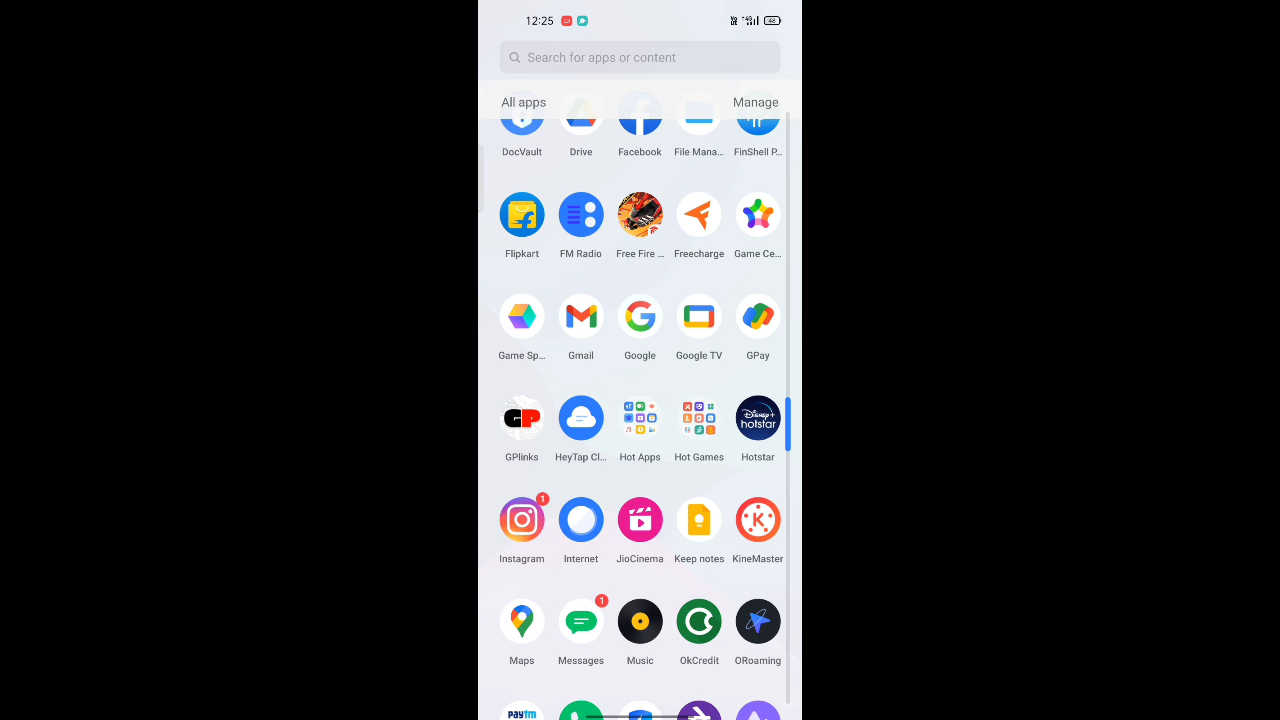 12:25
48
Search for apps or content
All apps Manage
DocVault Drive Facebook File Mana... FinShell P...
Flipkart FM Radio Free Fire ... Freecharge Game Ce...
Game Sp... Gmail Google Google TV GPay
GP Disney+ hotstar
GPlinks HeyTap Cl... Hot Apps Hot Games Hotstar
1
K
Instagram Internet JioCinema Keep notes KineMaster
1
Maps Messages Music OkCredit ORoaming
paytm